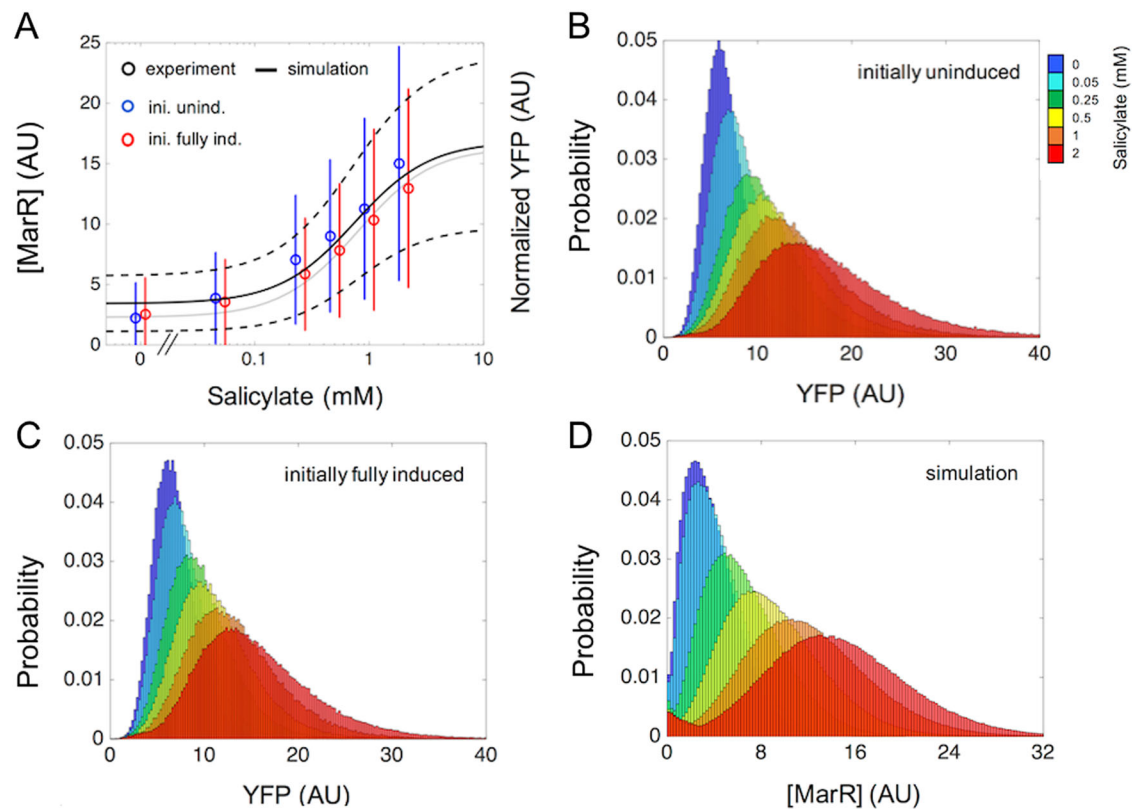 A
25
20
15
10
5
0
[MarR] (AU)
experiment
simulation
ini. unind.
ini. fully ind.
0
0.1
1
10
Salicylate (mM)
Normalized YFP (AU)
B
0.05
0.04
0.03
0.02
0.01
0
Probability
initially uninduced
0
10
20
30
40
YFP (AU)
0
0.05
0.25
0.5
1
2
Salicylate (mM)
C
0.05
0.04
0.03
0.02
0.01
0
Probability
initially fully induced
0
10
20
30
40
YFP (AU)
D
0.05
0.04
0.03
0.02
0.01
0
Probability
simulation
0
8
16
24
32
[MarR] (AU)